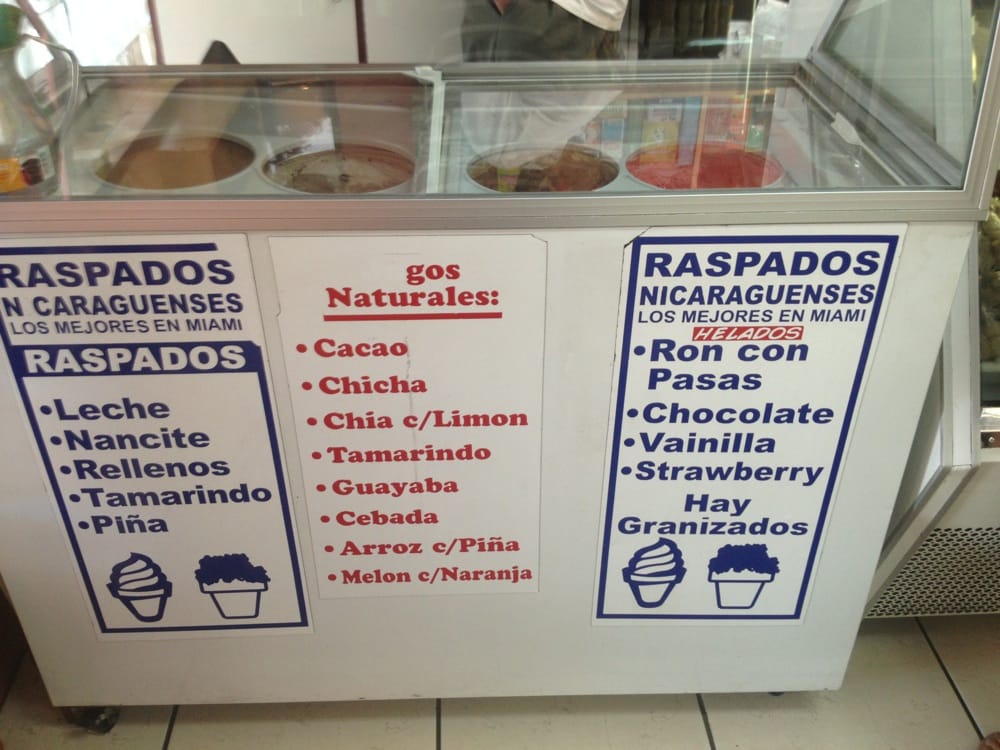 RASPADOS
N CARAGUENSES
LOS MEJORES EN MIAMI
RASPADOS
•Leche
•Nancite
•Rellenos
•Tamarindo
•Piña
gos
Naturales:
• Cacao
• Chicha
• Chia c/Limon
• Tamarindo
• Guayaba
• Cebada
• Arroz c/Piña
• Melon c/Naranja
RASPADOS
NICARAGUENSES
LOS MEJORES EN MIAMI
HELADOS
•Ron con
Pasas
•Chocolate
•Vainilla
•Strawberry
Hay
Granizados